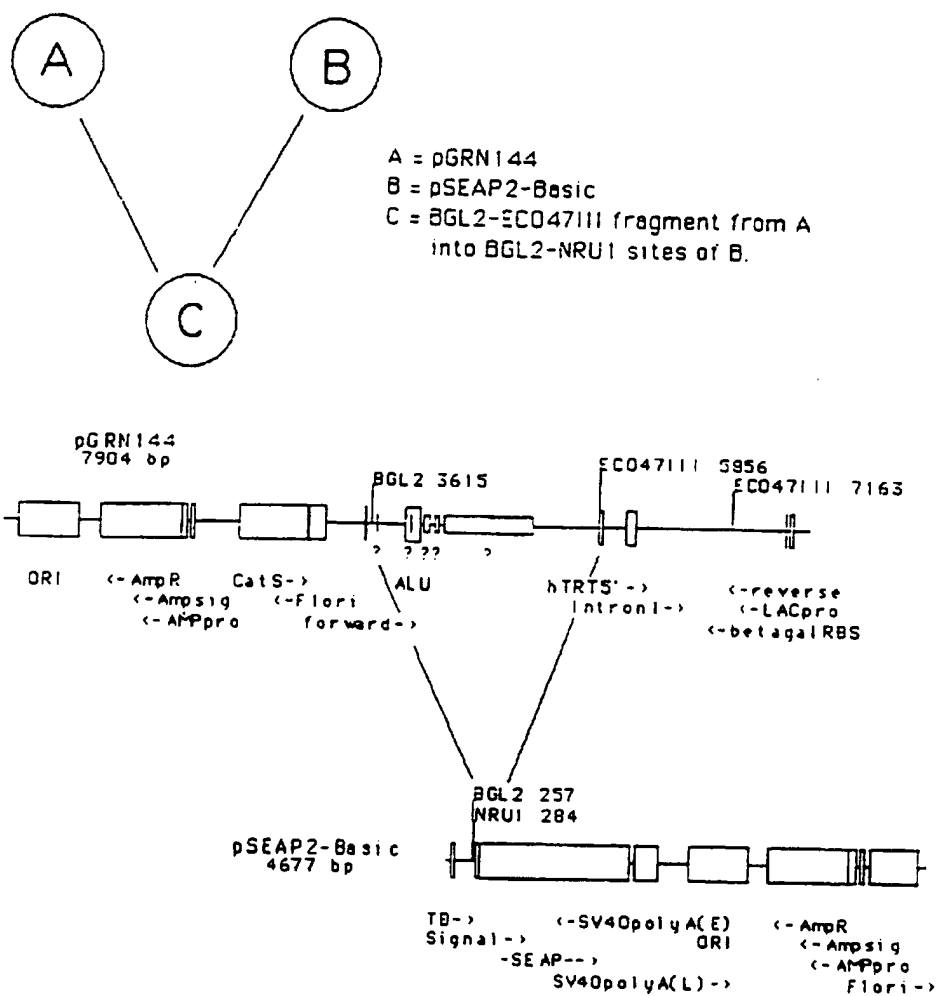 A
B
C
A = pGRN144
B = pSEAP2-Basic
C = BGL2-ECO47III fragment from A
into BGL2-NRU1 sites of B.
pGRN144
7904 bp
BGL2 3615
ECO47III 5956
ECO47III 7163
? ? ?? ?
ORI
<-AmpR
<-Ampsig
<-AMPpro
CatS->
<-Flori
forward->
ALU
hTRT5'->
Intron1->
<-reverse
<-LACpro
<-betagalRBS
BGL2 257
NRU1 284
pSEAP2-Basic
4677 bp
TB->
Signal->
-SEAP-->
<-SV40polyA(E)
ORI
SV40polyA(L)->
<-AmpR
<-Ampsig
<-AMPpro
Flori->